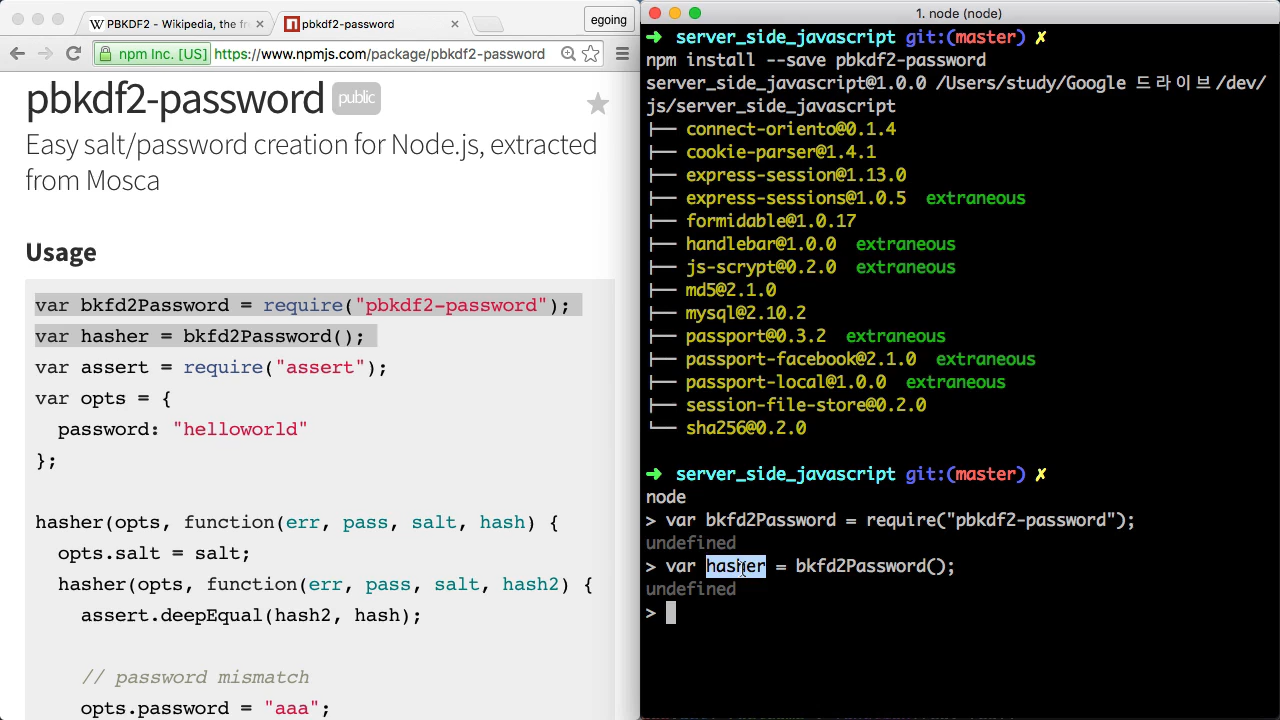 PBKDF2 - Wikipedia, the fr
pbkdf2-password
egoing
npm Inc. [US]
https://www.npmjs.com/package/pbkdf2-password
pbkdf2-password public
Easy salt/password creation for Node.js, extracted
from Mosca
Usage
var bkfd2Password = require("pbkdf2-password");
var hasher = bkfd2Password();
var assert = require("assert");
var opts = {
password: "helloworld"
};
hasher(opts, function(err, pass, salt, hash) {
opts.salt = salt;
hasher(opts, function(err, pass, salt, hash2) {
assert.deepEqual(hash2, hash);
// password mismatch
opts.password = "aaa";
1. node (node)
➜ server_side_javascript git:(master) ✗
npm install --save pbkdf2-password
server_side_javascript@1.0.0 /Users/study/Google 드라이브/dev/
js/server_side_javascript
├── connect-oriento@0.1.4
├── cookie-parser@1.4.1
├── express-session@1.13.0
├── express-sessions@1.0.5 extraneous
├── formidable@1.0.17
├── handlebar@1.0.0 extraneous
├── js-scrypt@0.2.0 extraneous
├── md5@2.1.0
├── mysql@2.10.2
├── passport@0.3.2 extraneous
├── passport-facebook@2.1.0 extraneous
├── passport-local@1.0.0 extraneous
├── session-file-store@0.2.0
└── sha256@0.2.0
➜ server_side_javascript git:(master) ✗
node
> var bkfd2Password = require("pbkdf2-password");
undefined
> var hasher = bkfd2Password();
undefined
>